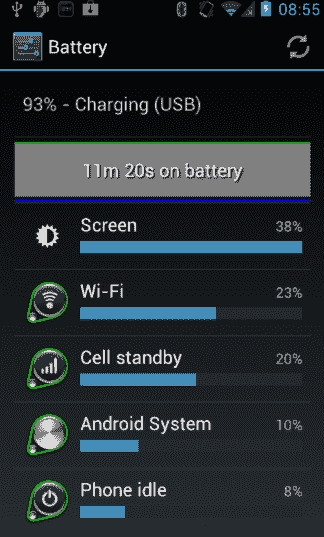 08:55
Battery
93% - Charging (USB)
11m 20s on battery
Screen 38%
Wi-Fi 23%
Cell standby 20%
Android System 10%
Phone idle 8%